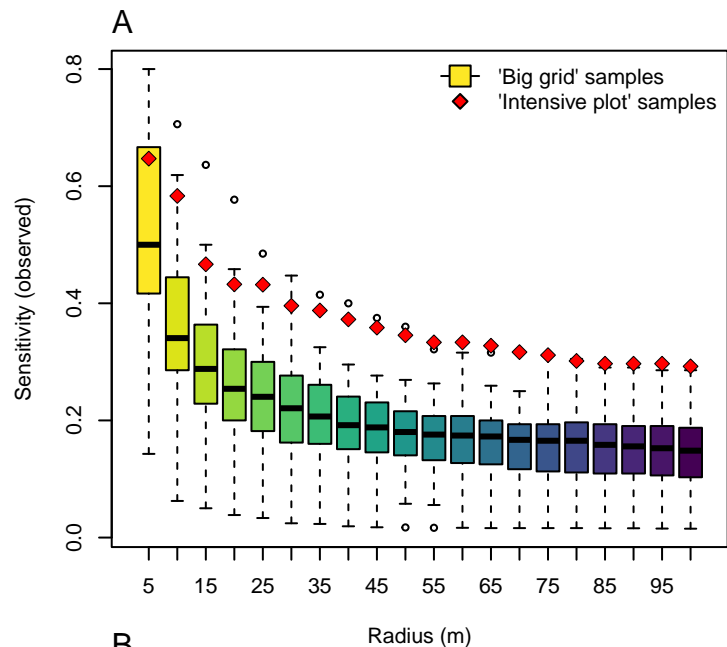 A
'Big grid' samples
'Intensive plot' samples
Sensitivity (observed)
0.8
0.6
0.4
0.2
0.0
5 15 25 35 45 55 65 75 85 95
Radius (m)
B